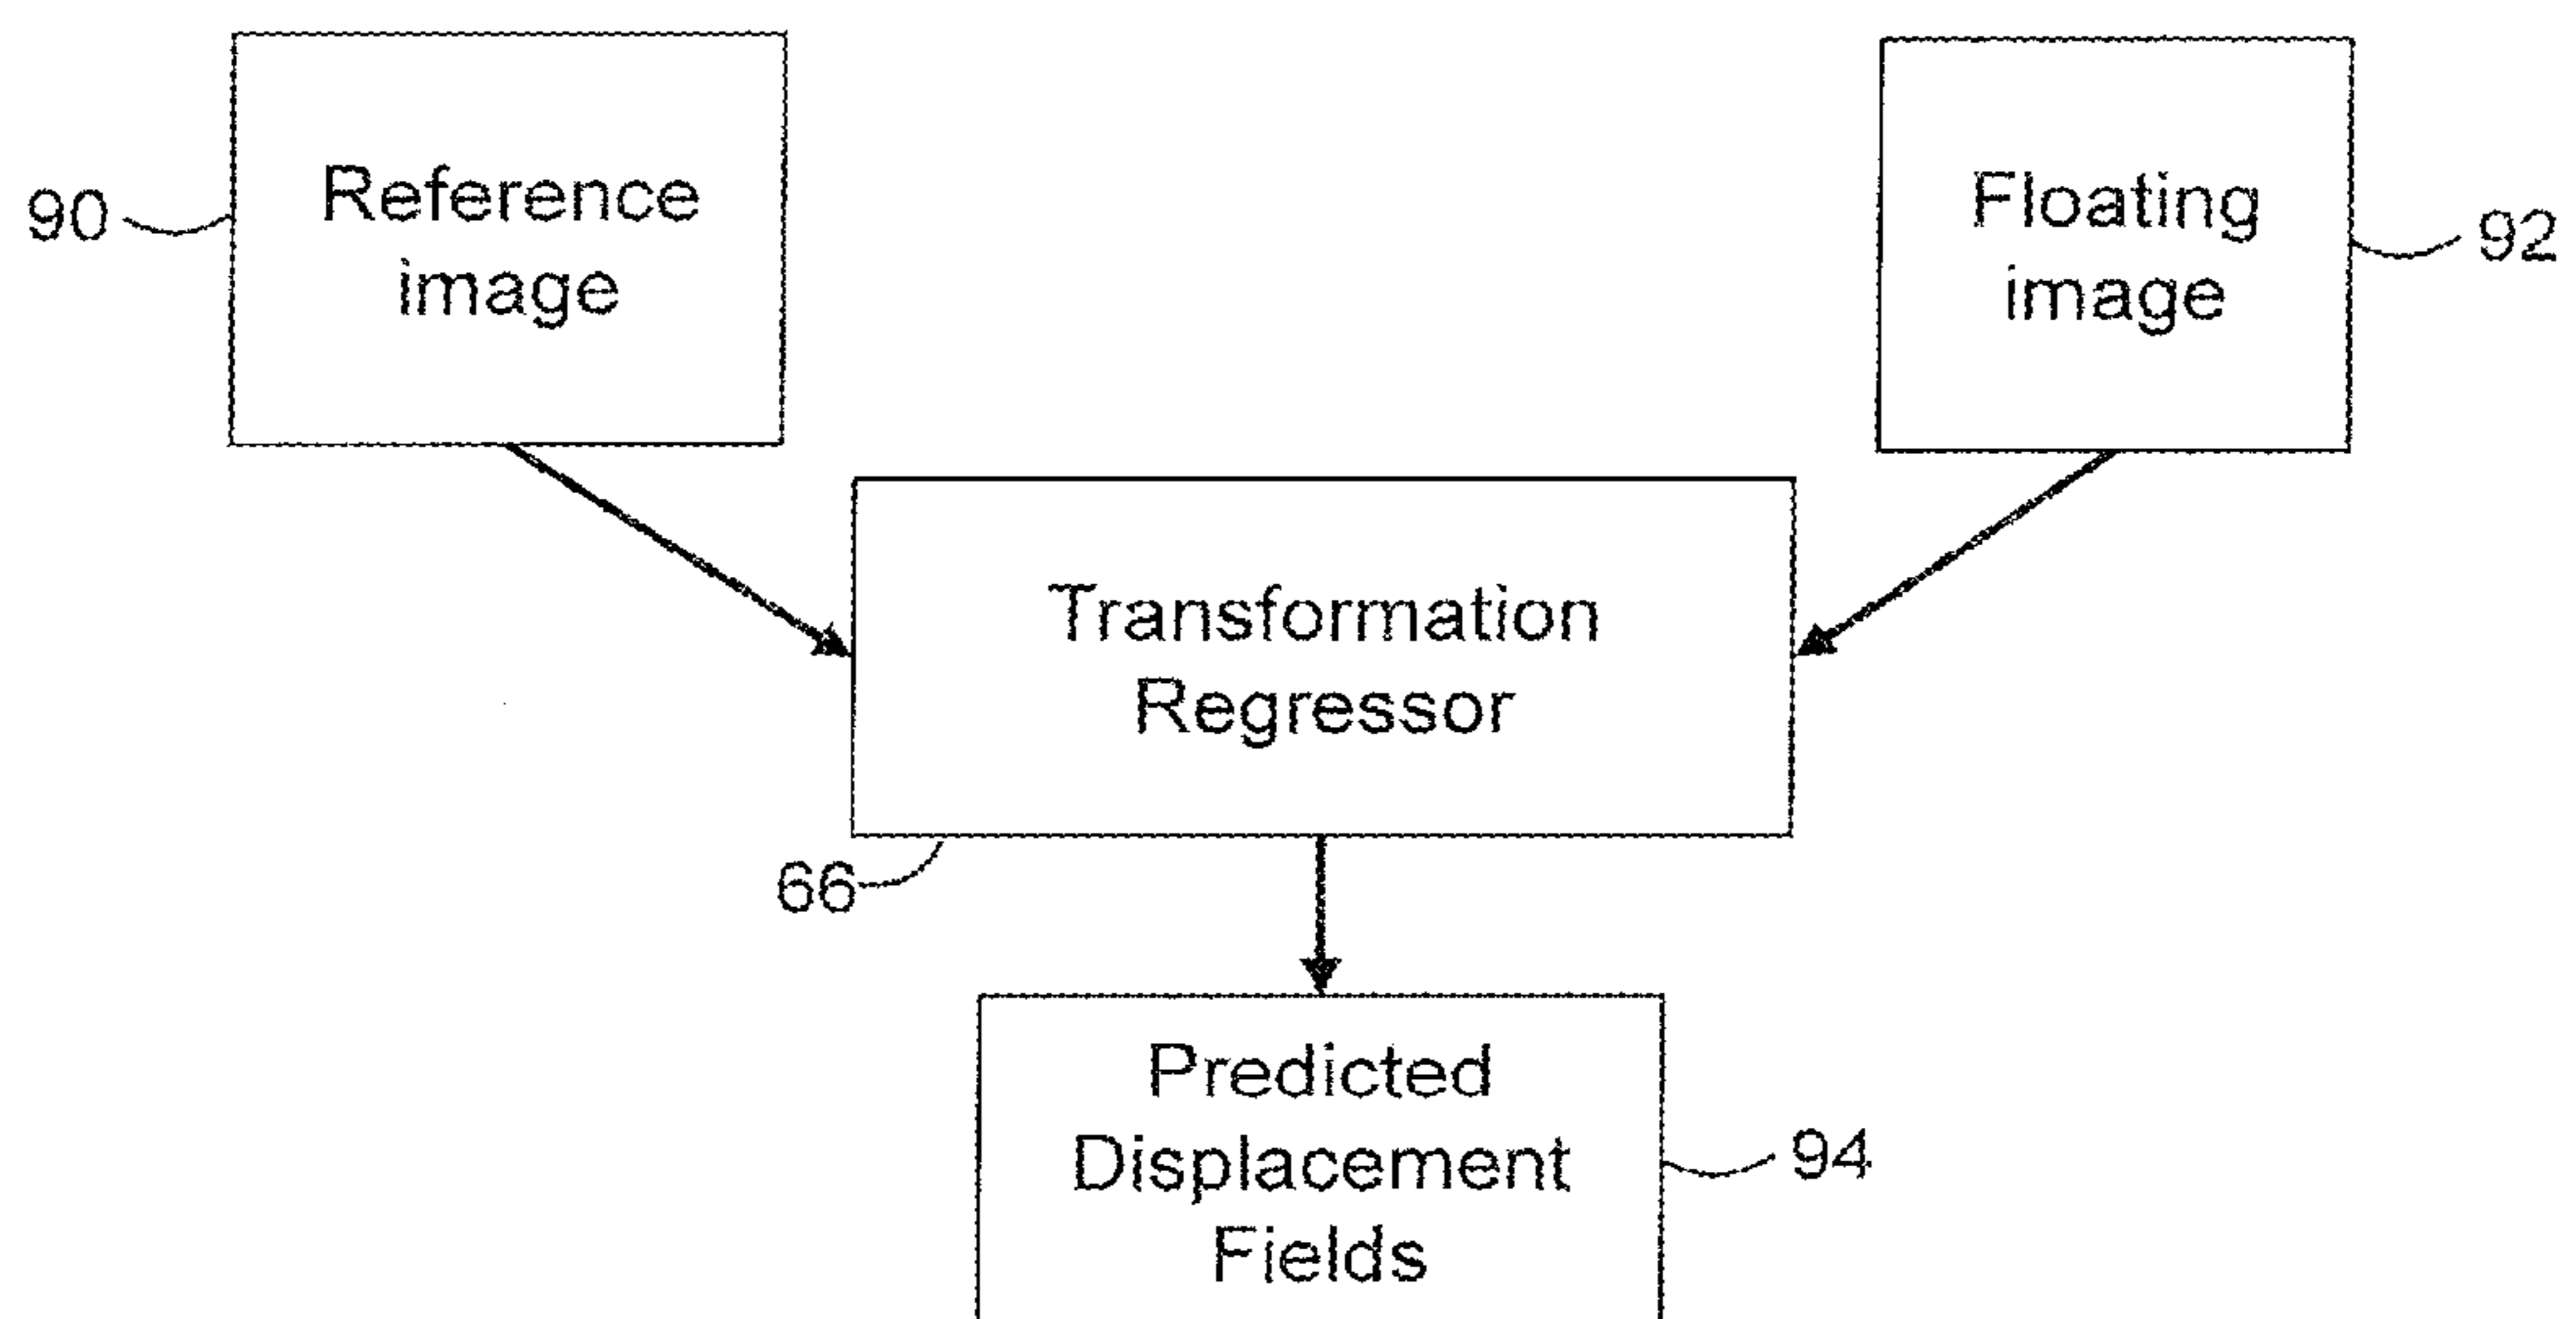 90
Reference
image
Floating
image
92
Transformation
Regressor
66
Predicted
Displacement
Fields
94